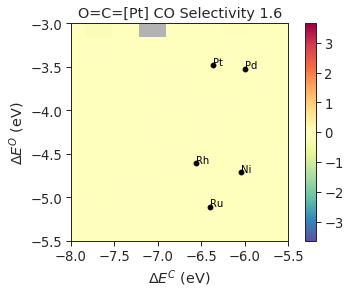 O=C=[Pt] CO Selectivity 1.6
−3.0
−3.5
−4.0
−4.5
−5.0
−5.5
ΔE^O (eV)
Pt
Pd
Rh
Ni
Ru
−8.0 −7.5 −7.0 −6.5 −6.0 −5.5
ΔE^C (eV)
3
2
1
0
−1
−2
−3